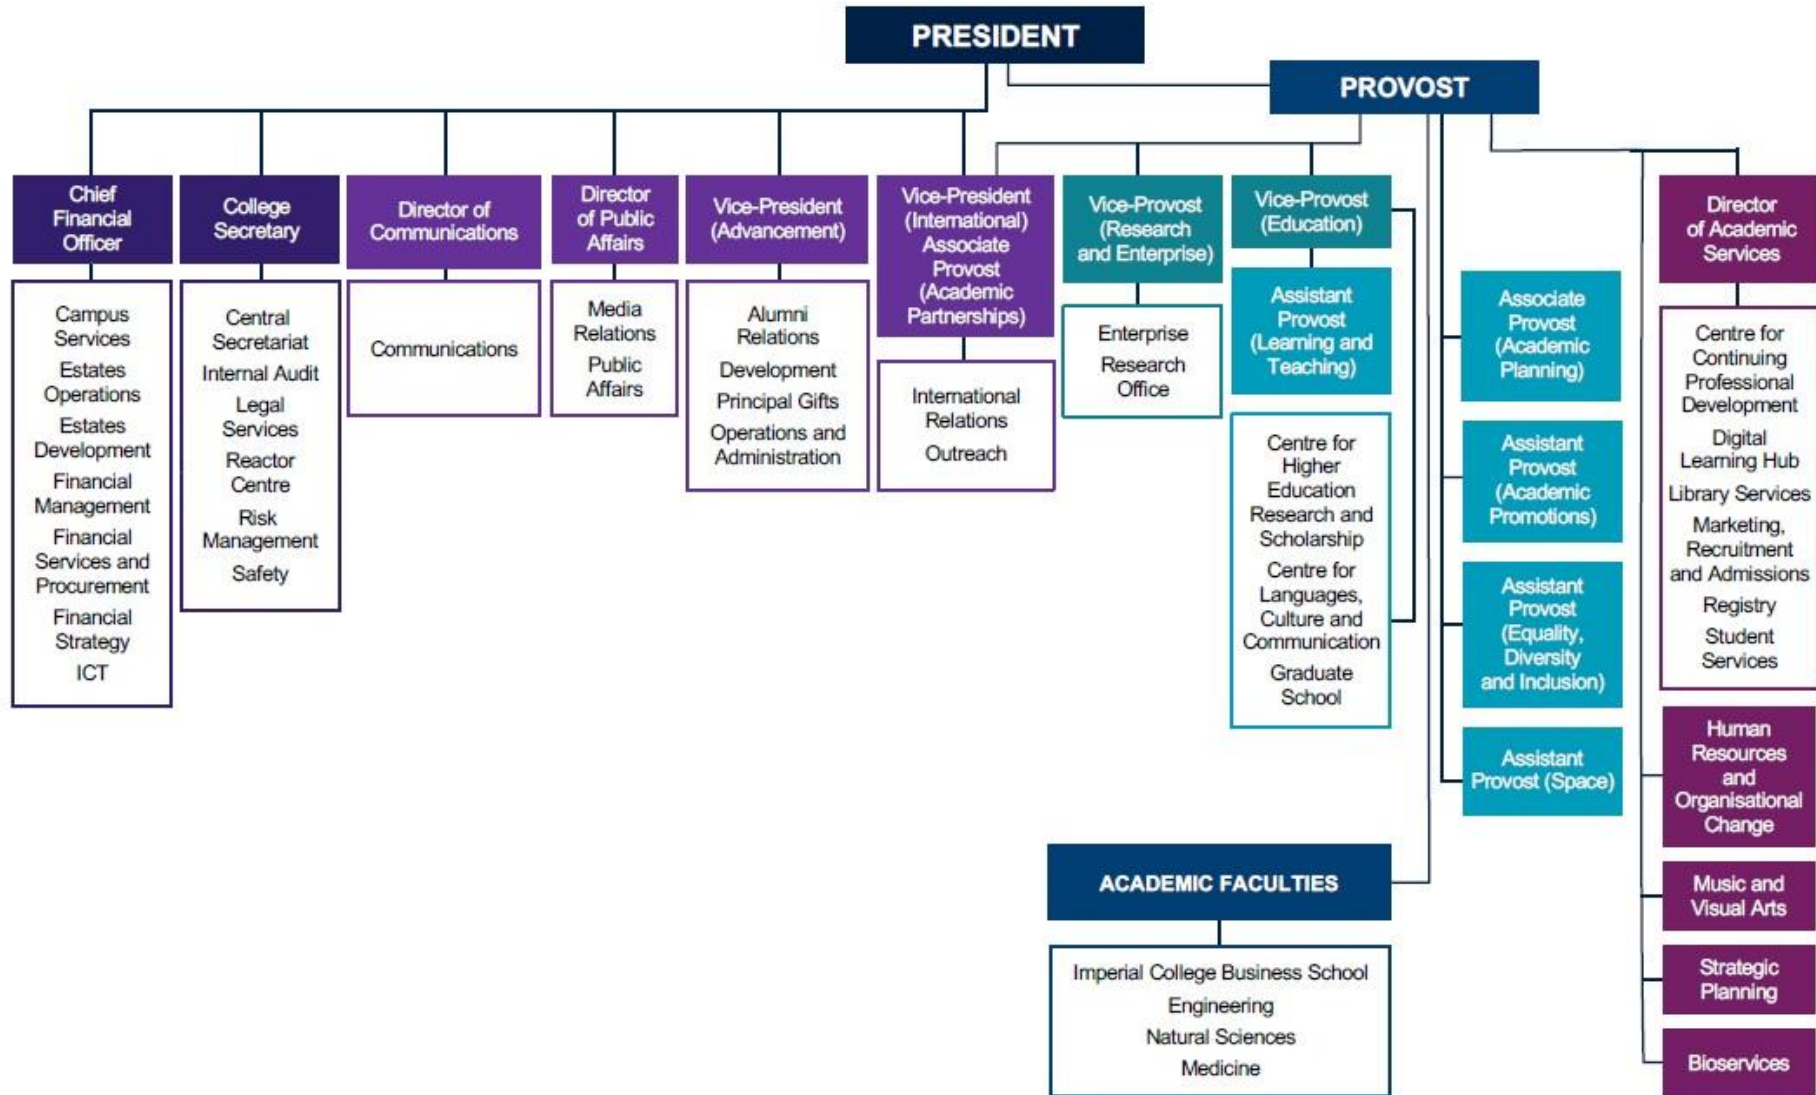 PRESIDENT
PROVOST
Chief
Financial
Officer
Campus
Services
Estates
Operations
Estates
Development
Financial
Management
Financial
Services and
Procurement
Financial
Strategy
ICT
College
Secretary
Central
Secretariat
Internal Audit
Legal
Services
Reactor
Centre
Risk
Management
Safety
Director of
Communications
Communications
Director
of Public
Affairs
Media
Relations
Public
Affairs
Vice-President
(Advancement)
Alumni
Relations
Development
Principal Gifts
Operations and
Administration
Vice-President
(International)
Associate
Provost
(Academic
Partnerships)
International
Relations
Outreach
Vice-Provost
(Research
and Enterprise)
Enterprise
Research
Office
Vice-Provost
(Education)
Assistant
Provost
(Learning and
Teaching)
Centre for
Higher
Education
Research and
Scholarship
Centre for
Languages,
Culture and
Communication
Graduate
School
Associate
Provost
(Academic
Planning)
Assistant
Provost
(Academic
Promotions)
Assistant
Provost
(Equality,
Diversity
and Inclusion)
Assistant
Provost (Space)
Director
of Academic
Services
Centre for
Continuing
Professional
Development
Digital
Learning Hub
Library Services
Marketing,
Recruitment
and Admissions
Registry
Student
Services
Human
Resources
and
Organisational
Change
Music and
Visual Arts
Strategic
Planning
Bioservices
ACADEMIC FACULTIES
Imperial College Business School
Engineering
Natural Sciences
Medicine